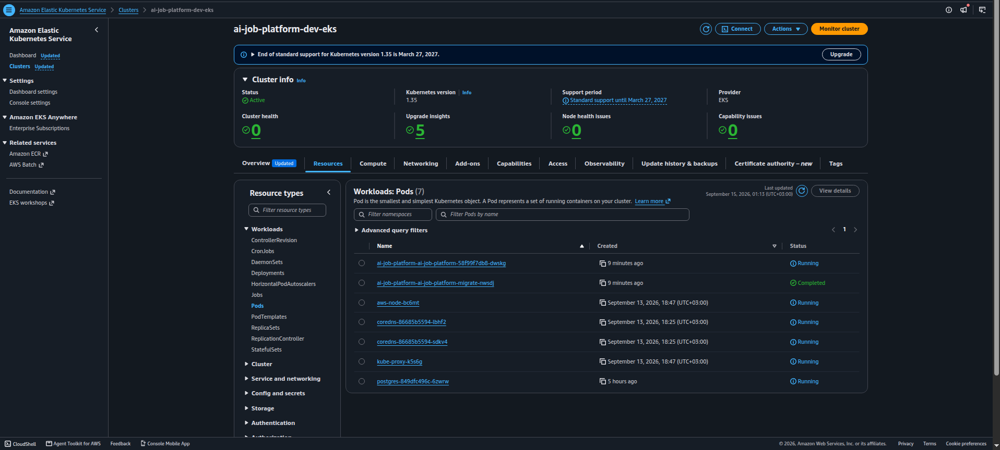 Amazon Elastic Kubernetes Service > Clusters > ai-job-platform-dev-eks
Amazon Elastic
Kubernetes Service
Dashboard Updated
Clusters Updated
Settings
Dashboard settings
Console settings
Amazon EKS Anywhere
Enterprise Subscriptions
Related services
Amazon ECR
AWS Batch
Documentation
EKS workshops
ai-job-platform-dev-eks
Connect
Actions
Monitor cluster
End of standard support for Kubernetes version 1.35 is March 27, 2027.
Upgrade
Cluster info Info
Status
Active
Kubernetes version Info
1.35
Support period
Standard support until March 27, 2027
Provider
EKS
Cluster health
0
Upgrade insights
5
Node health issues
0
Capability issues
0
Overview Updated
Resources
Compute
Networking
Add-ons
Capabilities
Access
Observability
Update history & backups
Certificate authority – new
Tags
Resource types
Filter resource types
Workloads
ControllerRevision
CronJobs
DaemonSets
Deployments
HorizontalPodAutoscalers
Jobs
Pods
PodTemplates
ReplicaSets
ReplicationController
StatefulSets
Cluster
Service and networking
Config and secrets
Storage
Authentication
Authorization
Workloads: Pods (7)
Last updated
September 15, 2026, 01:13 (UTC+03:00)
View details
Pod is the smallest and simplest Kubernetes object. A Pod represents a set of running containers on your cluster. Learn more
Filter namespaces
Filter Pods by name
Advanced query filters
1
Name Created Status
ai-job-platform-ai-job-platform-58f99f7db8-dwskg 9 minutes ago Running
ai-job-platform-ai-job-platform-migrate-nwsdj 9 minutes ago Completed
aws-node-bc6mt September 13, 2026, 18:47 (UTC+03:00) Running
coredns-86685b5594-lbhf2 September 13, 2026, 18:25 (UTC+03:00) Running
coredns-86685b5594-sdkv4 September 13, 2026, 18:25 (UTC+03:00) Running
kube-proxy-k5s6g September 13, 2026, 18:47 (UTC+03:00) Running
postgres-849dfc496c-6zwrw 5 hours ago Running
CloudShell
Agent Toolkit for AWS
Feedback
Console Mobile App
© 2026, Amazon Web Services, Inc. or its affiliates.
Privacy
Terms
Cookie preferences